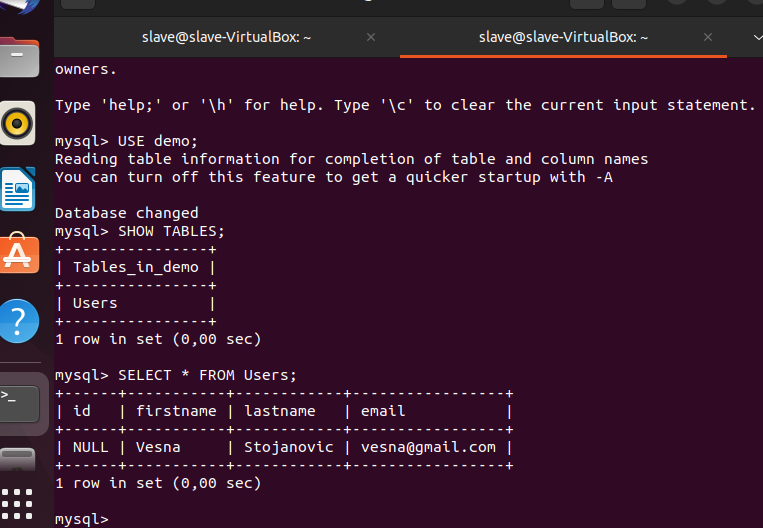 slave@slave-VirtualBox: ~ × slave@slave-VirtualBox: ~ ×
owners.
Type 'help;' or '\h' for help. Type '\c' to clear the current input statement.
mysql> USE demo;
Reading table information for completion of table and column names
You can turn off this feature to get a quicker startup with -A
Database changed
mysql> SHOW TABLES;
+----------------+
| Tables_in_demo |
+----------------+
| Users          |
+----------------+
1 row in set (0,00 sec)
mysql> SELECT * FROM Users;
+------+-----------+------------+-----------------+
| id   | firstname | lastname   | email           |
+------+-----------+------------+-----------------+
| NULL | Vesna     | Stojanovic | vesna@gmail.com |
+------+-----------+------------+-----------------+
1 row in set (0,00 sec)
mysql>